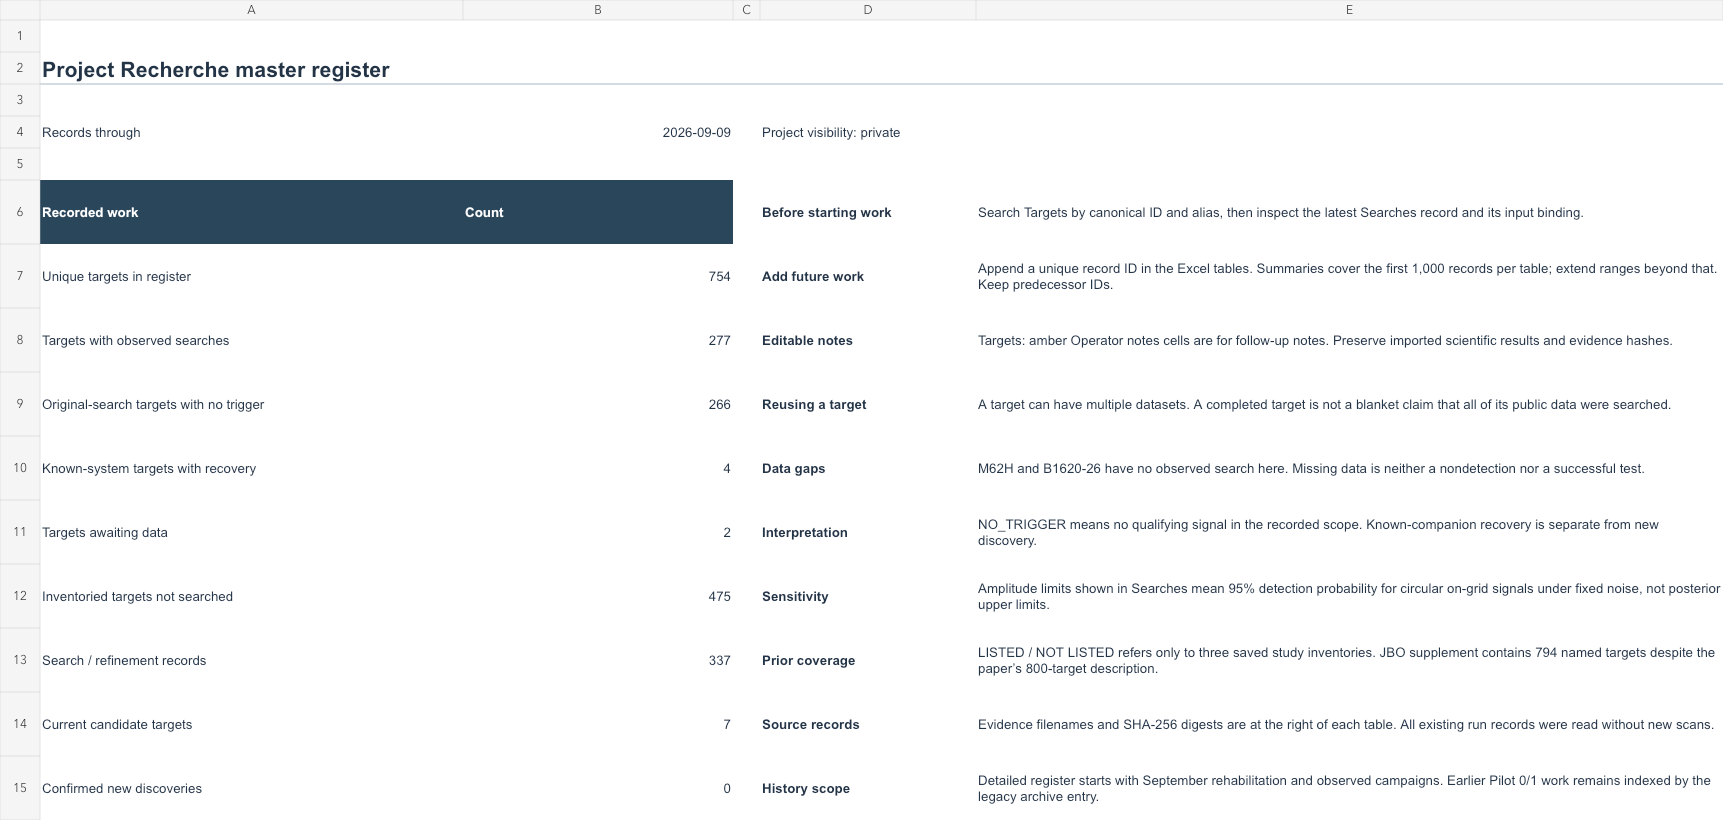 A B C D E
1
2 Project Recherche master register
3
4 Records through 2026-09-09 Project visibility: private
5
6 Recorded work Count Before starting work Search Targets by canonical ID and alias, then inspect the latest Searches record and its input binding.
7 Unique targets in register 754 Add future work Append a unique record ID in the Excel tables. Summaries cover the first 1,000 records per table; extend ranges beyond that.
Keep predecessor IDs.
8 Targets with observed searches 277 Editable notes Targets: amber Operator notes cells are for follow-up notes. Preserve imported scientific results and evidence hashes.
9 Original-search targets with no trigger 266 Reusing a target A target can have multiple datasets. A completed target is not a blanket claim that all of its public data were searched.
10 Known-system targets with recovery 4 Data gaps M62H and B1620-26 have no observed search here. Missing data is neither a nondetection nor a successful test.
11 Targets awaiting data 2 Interpretation NO_TRIGGER means no qualifying signal in the recorded scope. Known-companion recovery is separate from new
discovery.
12 Inventoried targets not searched 475 Sensitivity Amplitude limits shown in Searches mean 95% detection probability for circular on-grid signals under fixed noise, not posterior
upper limits.
13 Search / refinement records 337 Prior coverage LISTED / NOT LISTED refers only to three saved study inventories. JBO supplement contains 794 named targets despite the
paper's 800-target description.
14 Current candidate targets 7 Source records Evidence filenames and SHA-256 digests are at the right of each table. All existing run records were read without new scans.
15 Confirmed new discoveries 0 History scope Detailed register starts with September rehabilitation and observed campaigns. Earlier Pilot 0/1 work remains indexed by the
legacy archive entry.